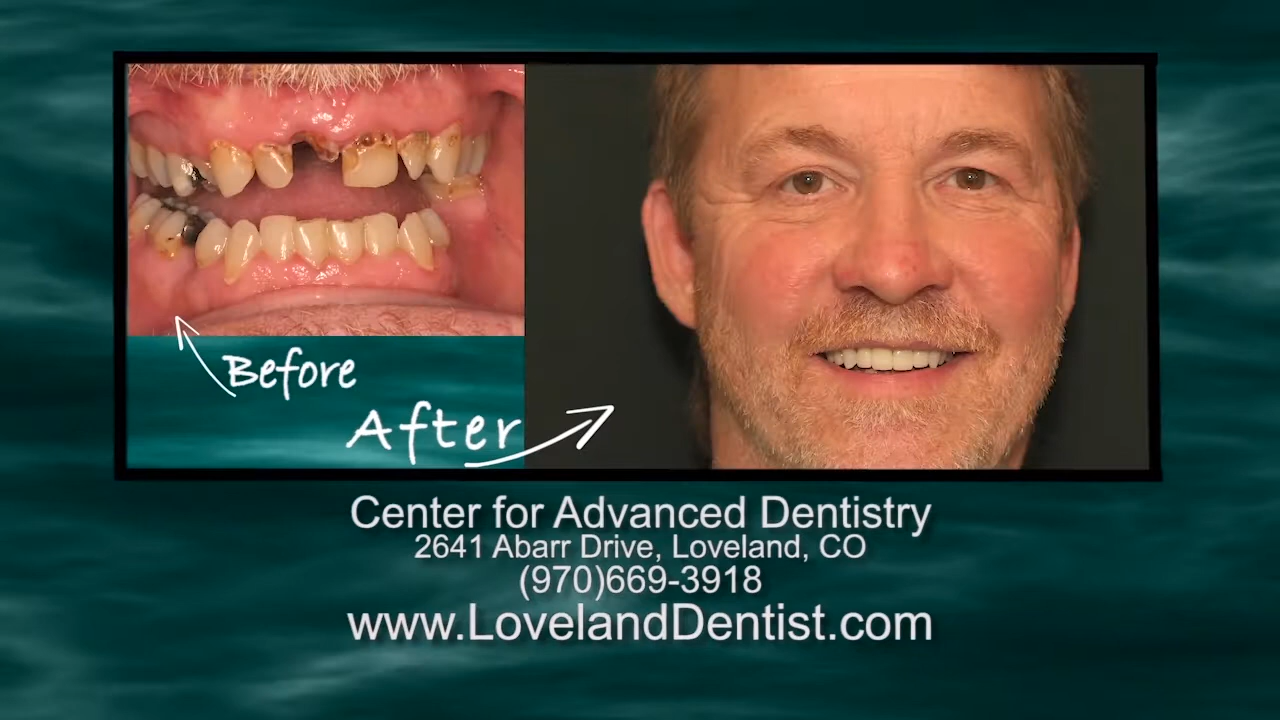 Before
After
Center for Advanced Dentistry
2641 Abarr Drive, Loveland, CO
(970)669-3918
www.LovelandDentist.com